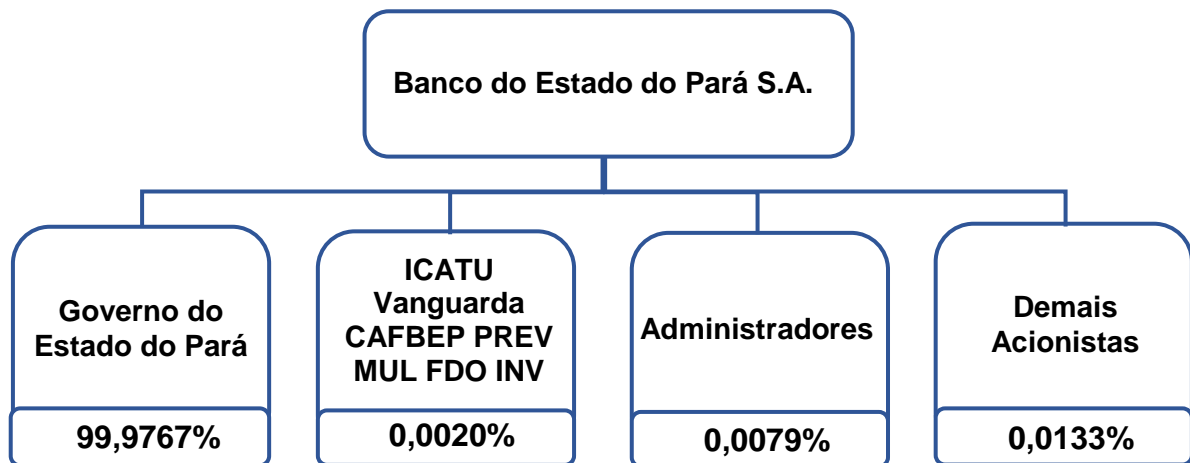 Banco do Estado do Pará S.A.
Governo do
Estado do Pará
99,9767%
ICATU
Vanguarda
CAFBEP PREV
MUL FDO INV
0,0020%
Administradores
0,0079%
Demais
Acionistas
0,0133%